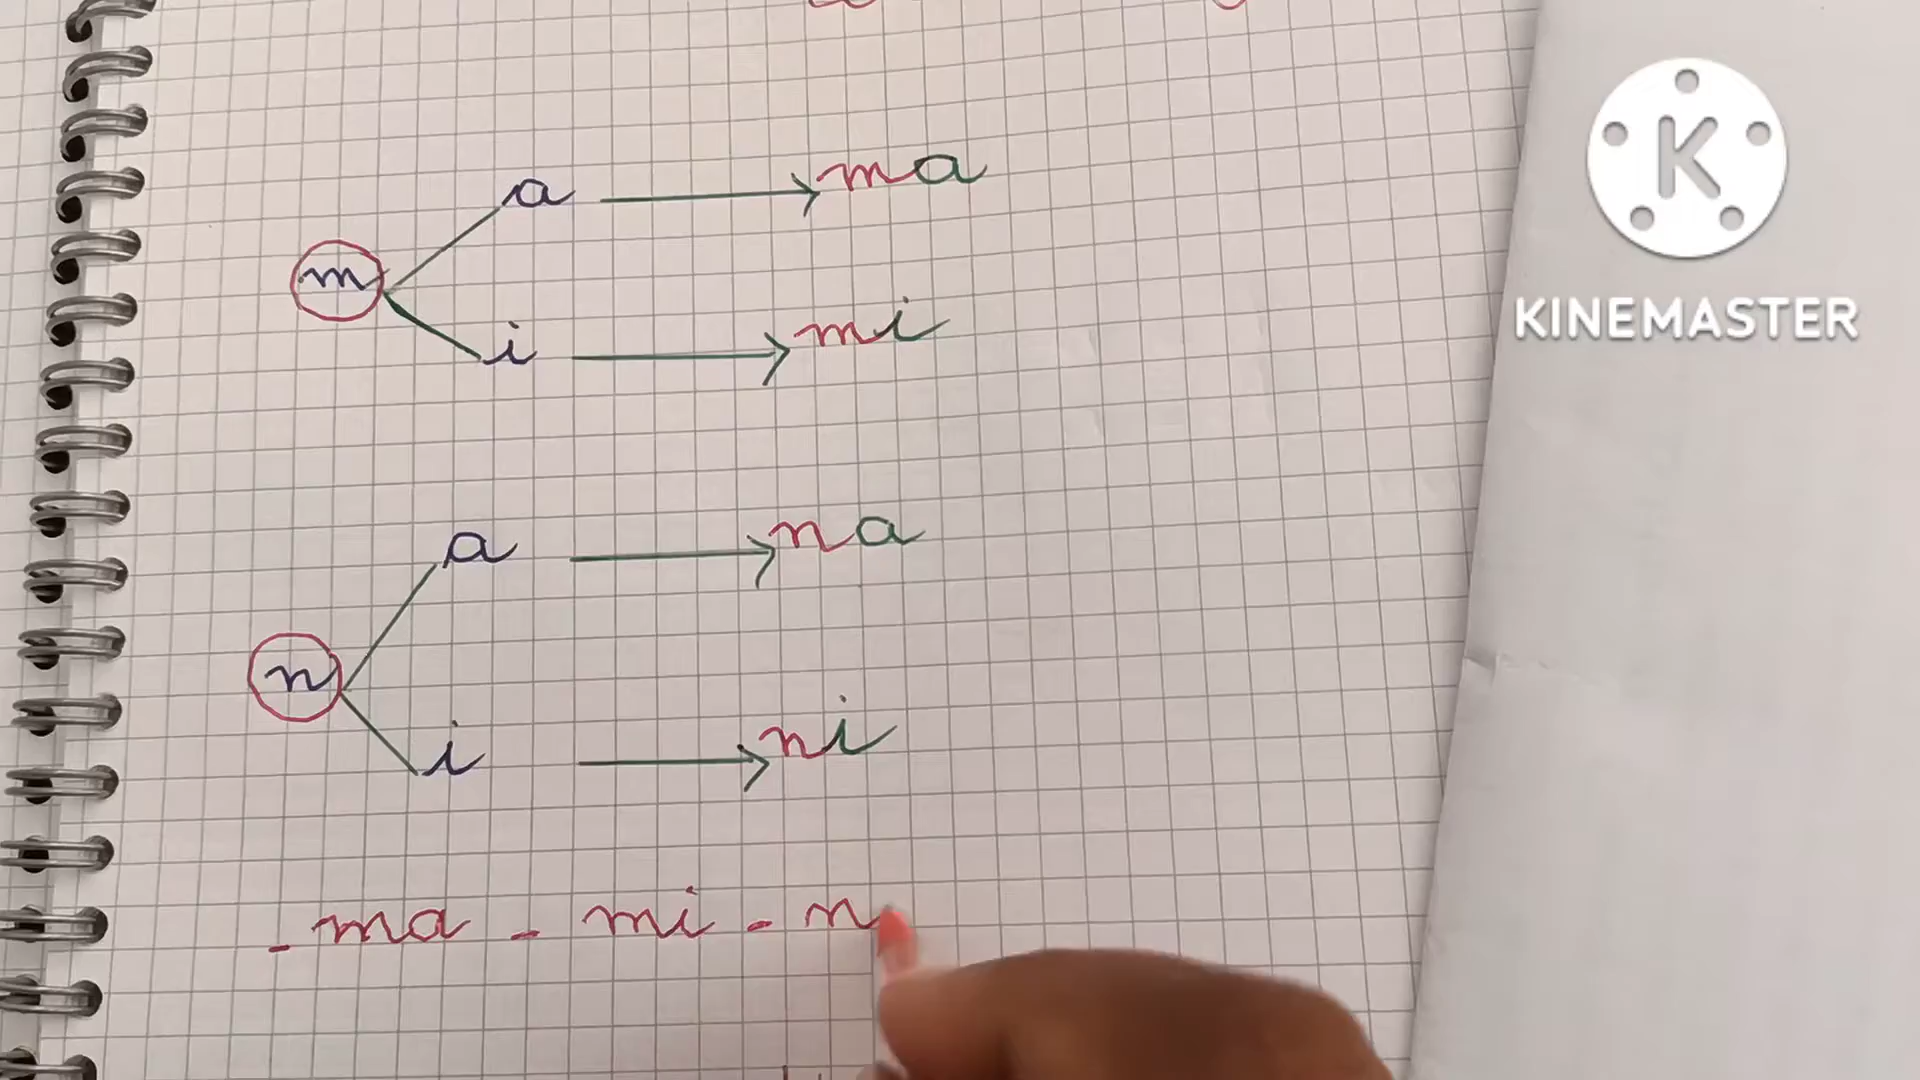 a → ma
m
i → mi
a → na
n
i → ni
- ma - mi - n
KINEMASTER